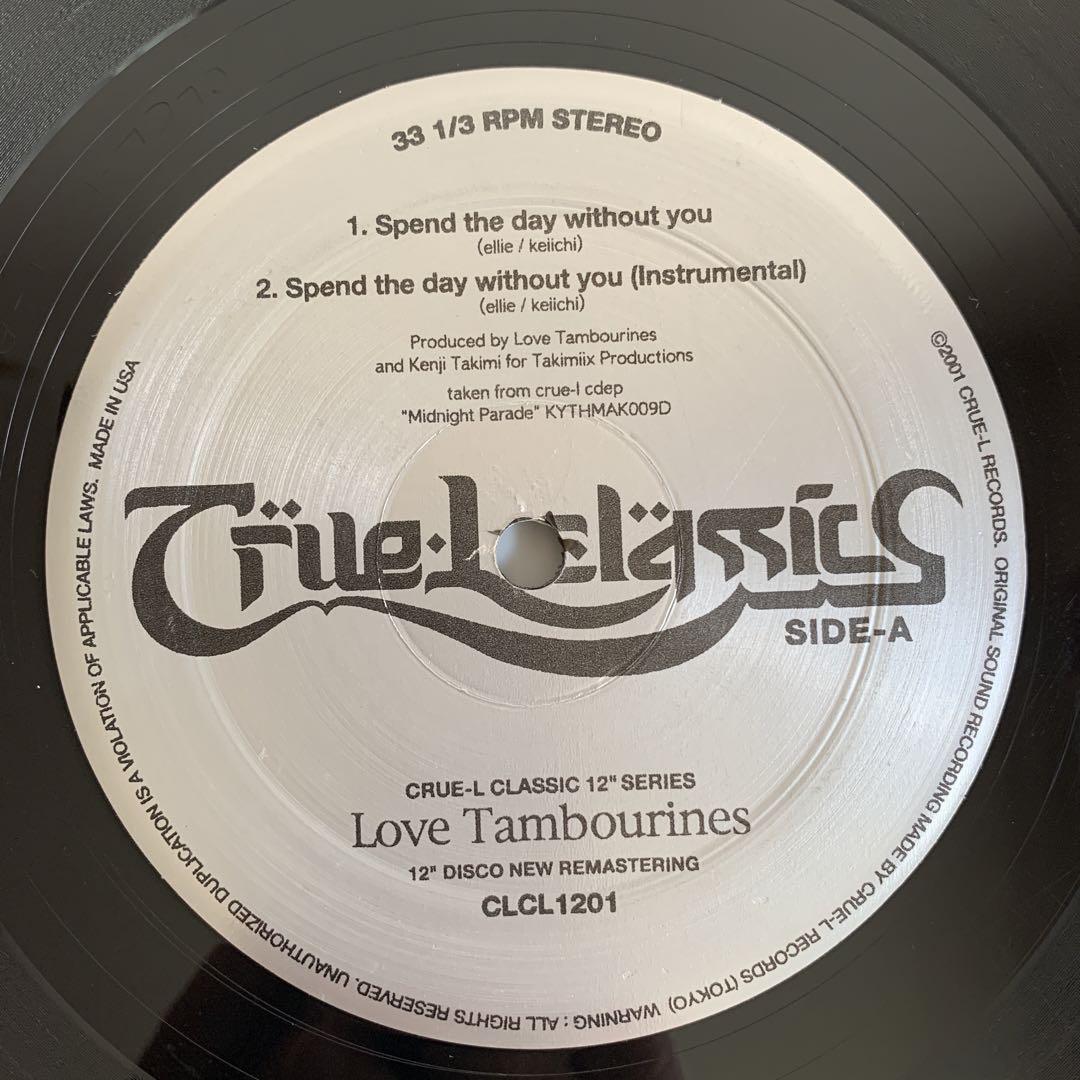 33 1/3 RPM STEREO
1. Spend the day without you
(ellie / keiichi)
2. Spend the day without you (Instrumental)
(ellie / keiichi)
Produced by Love Tambourines
and Kenji Takimi for Takimiix Productions
taken from crue-l cdep
"Midnight Parade" KYTHMAK009D
Crüe-L clässics
SIDE-A
CRUE-L CLASSIC 12" SERIES
Love Tambourines
12" DISCO NEW REMASTERING
CLCL1201
©2001 CRUE-L RECORDS. ORIGINAL SOUND RECORDING MADE BY CRUE-L RECORDS (TOKYO) WARNING : ALL RIGHTS RESERVED. UNAUTHORIZED DUPLICATION IS A VIOLATION OF APPLICABLE LAWS. MADE IN USA